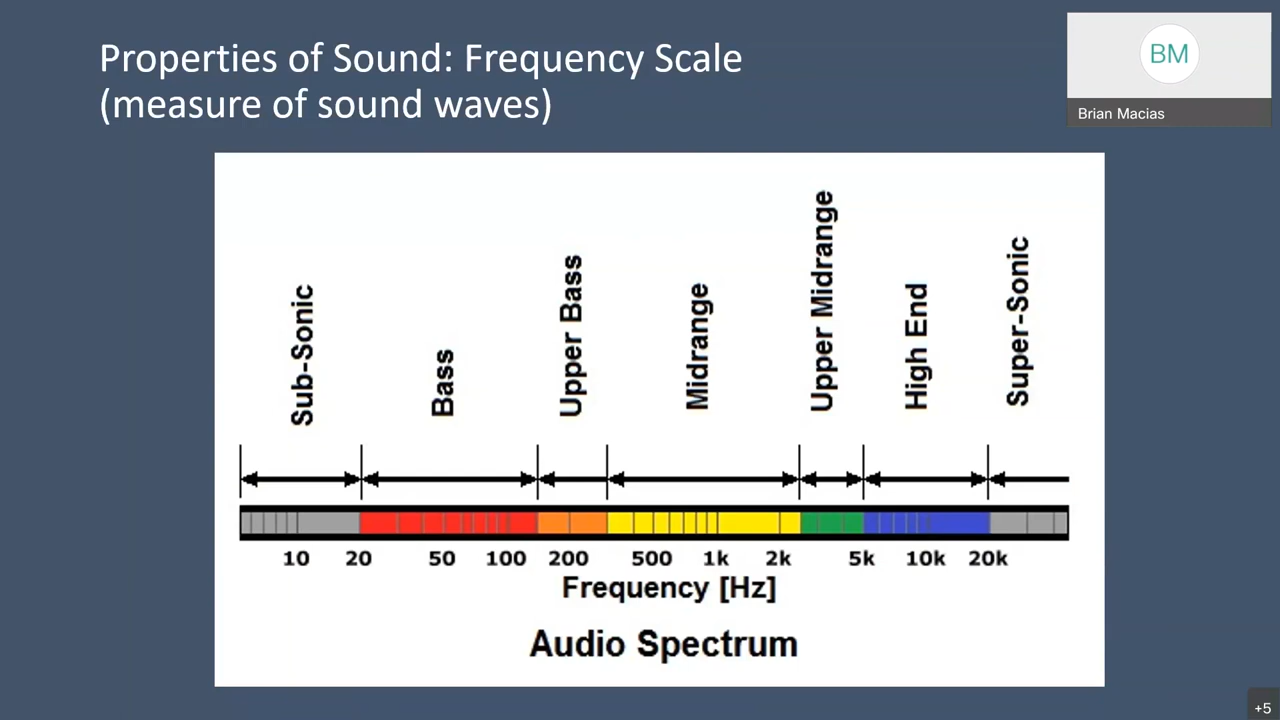 Properties of Sound: Frequency Scale
(measure of sound waves)
BM
Brian Macias
Sub-Sonic
Bass
Upper Bass
Midrange
Upper Midrange
High End
Super-Sonic
10 20 50 100 200 500 1k 2k 5k 10k 20k
Frequency [Hz]
Audio Spectrum
+5